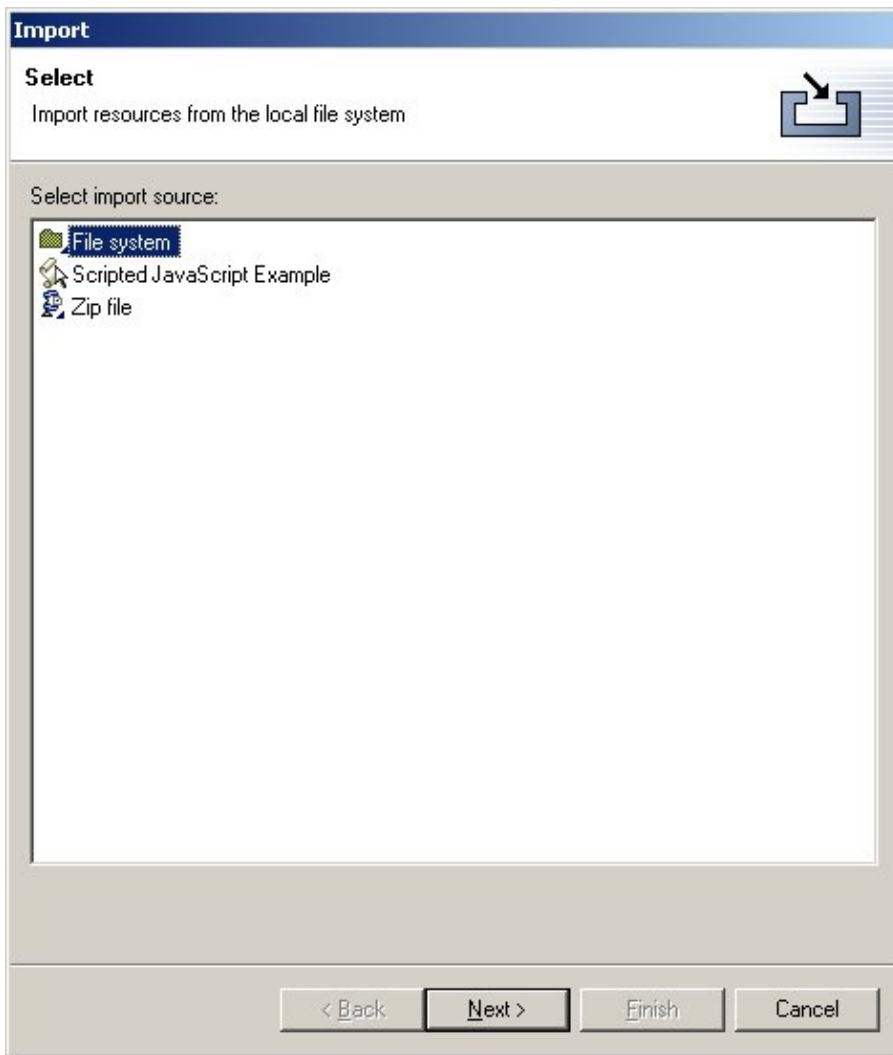 Import
Select
Import resources from the local file system
Select import source:
File system
Scripted JavaScript Example
Zip file
< Back Next > Finish Cancel